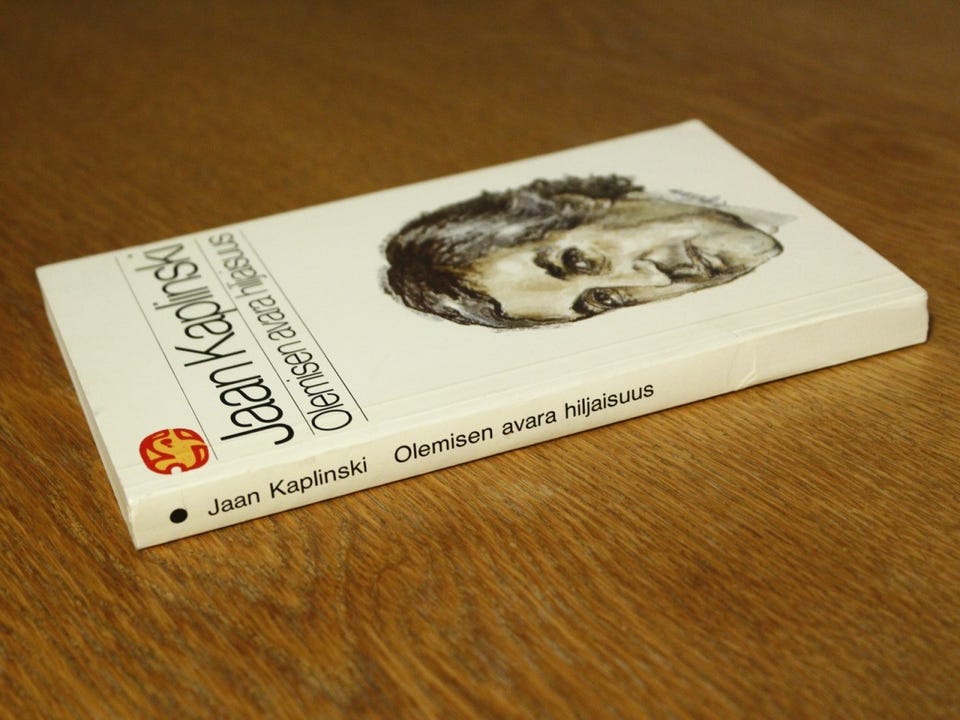 Jaan Kaplinski
Olemisen avara hiljaisuus
Jaan Kaplinski Olemisen avara hiljaisuus